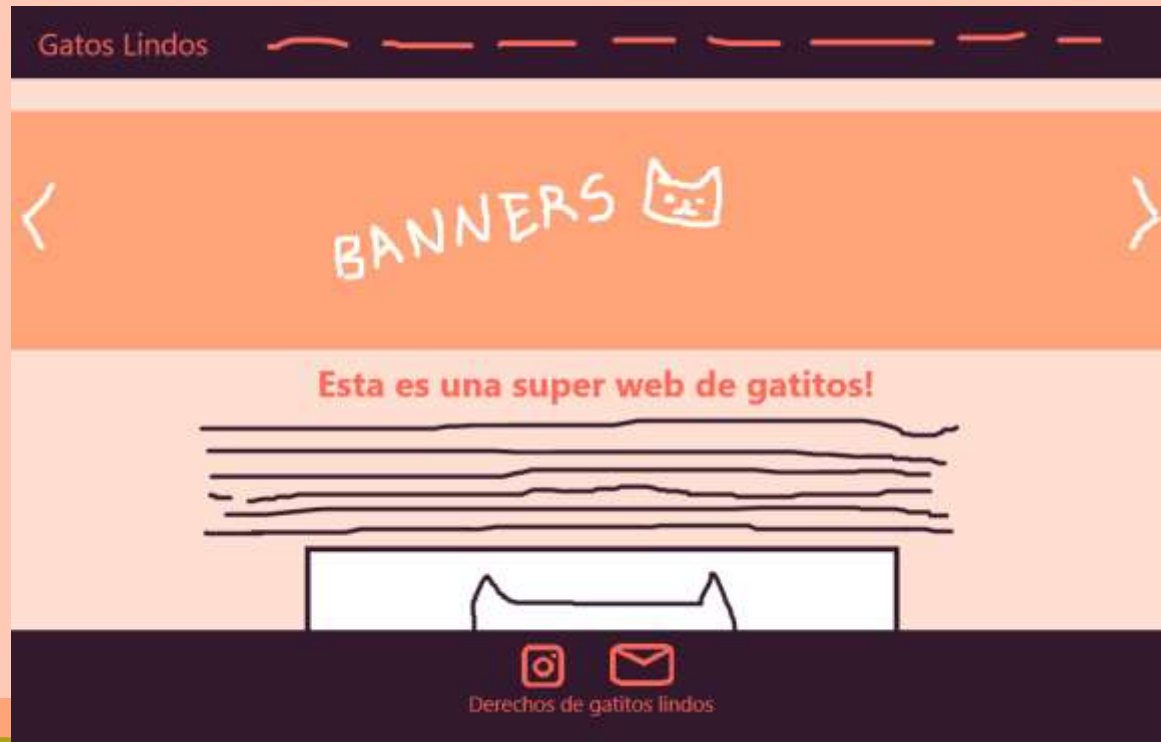 Gatos Lindos
BANNERS
Esta es una super web de gatitos!
Derechos de gatitos lindos